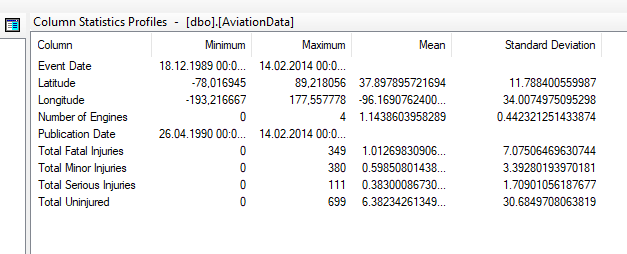 Column Statistics Profiles - [dbo].[AviationData]
Column Minimum Maximum Mean Standard Deviation
Event Date 18.12.1989 00:0... 14.02.2014 00:0...
Latitude -78,016945 89,218056 37.897895721694 11.788400559987
Longitude -193,216667 177,557778 -96.1690762400... 34.0074975095298
Number of Engines 0 4 1.1438603958289 0.442321251433874
Publication Date 26.04.1990 00:0... 14.02.2014 00:0...
Total Fatal Injuries 0 349 1.01269830906... 7.07506469630744
Total Minor Injuries 0 380 0.59850801438... 3.39280193970181
Total Serious Injuries 0 111 0.38300086730... 1.70901056187677
Total Uninjured 0 699 6.38234261349... 30.6849708063819